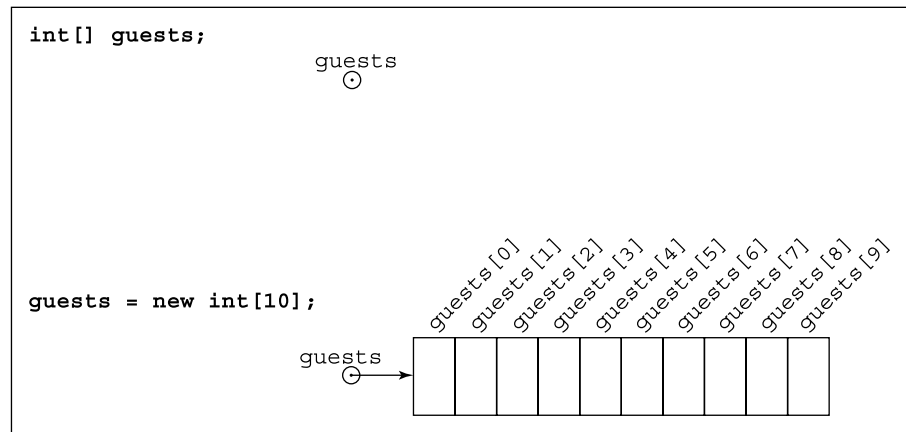 int[] guests;
guests
guests[0]
guests[1]
guests[2]
guests[3]
guests[4]
guests[5]
guests[6]
guests[7]
guests[8]
guests[9]
guests = new int[10];
guests